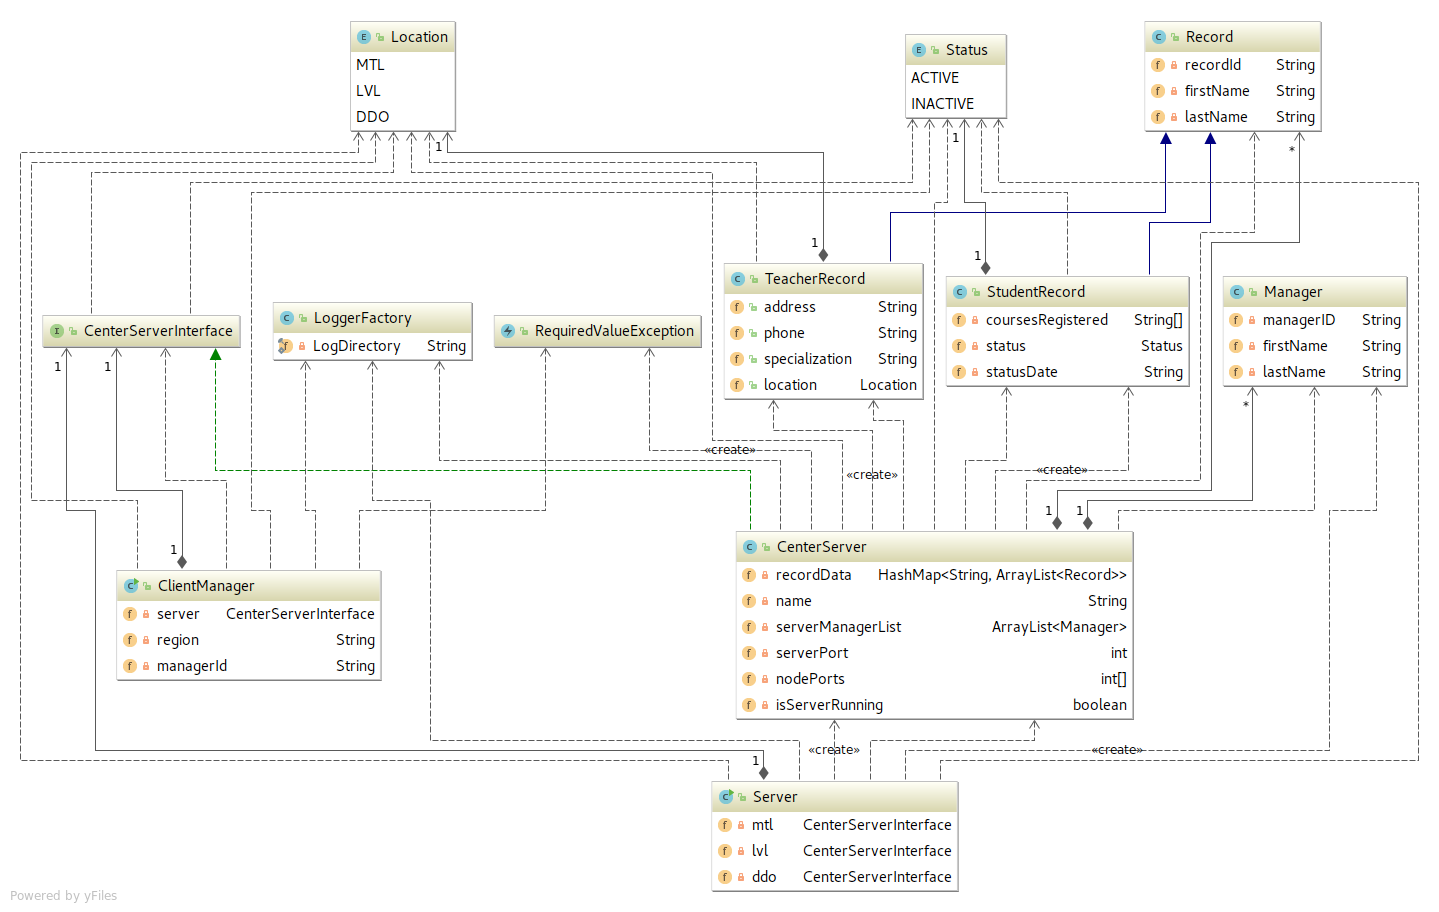 Location
MTL
LVL
DDO
Status
ACTIVE
INACTIVE
Record
recordId String
firstName String
lastName String
1
1
*
1
1
TeacherRecord
address String
phone String
specialization String
location Location
StudentRecord
coursesRegistered String[]
status Status
statusDate String
Manager
managerID String
firstName String
lastName String
CenterServerInterface
LoggerFactory
LogDirectory String
RequiredValueException
1
1
*
«create»
«create»
«create»
1
1
1
CenterServer
recordData HashMap<String, ArrayList<Record>>
name String
serverManagerList ArrayList<Manager>
serverPort int
nodePorts int[]
isServerRunning boolean
ClientManager
server CenterServerInterface
region String
managerId String
«create»
«create»
1
Server
mtl CenterServerInterface
lvl CenterServerInterface
ddo CenterServerInterface
Powered by yFiles